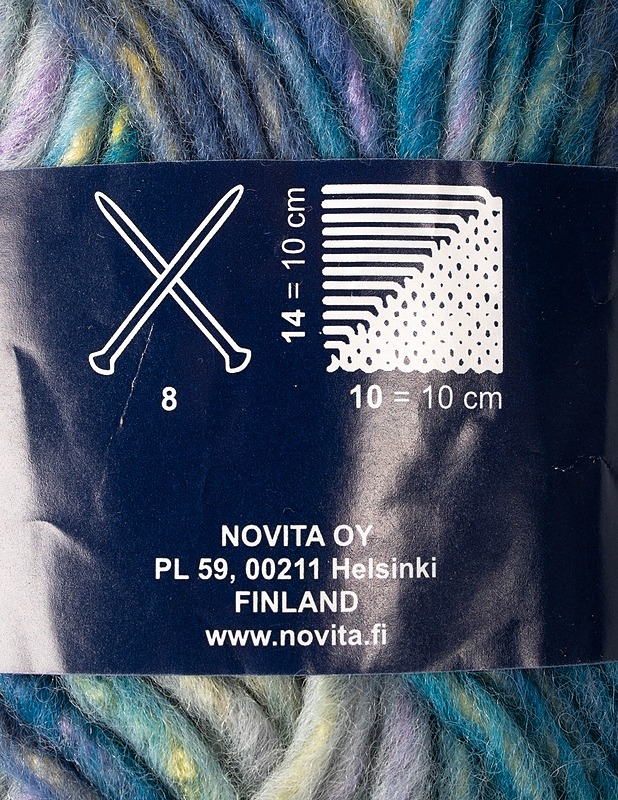 14 = 10 cm
8
10 = 10 cm
NOVITA OY
PL 59, 00211 Helsinki
FINLAND
www.novita.fi